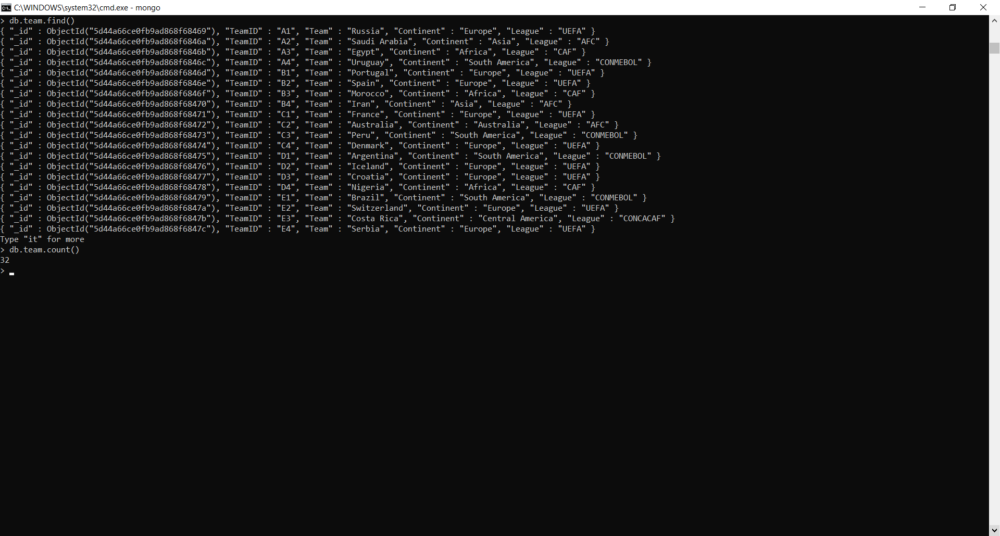 C:\WINDOWS\system32\cmd.exe - mongo
> db.team.find()
{ "_id" : ObjectId("5d44a66ce0fb9ad868f68469"), "TeamID" : "A1", "Team" : "Russia", "Continent" : "Europe", "League" : "UEFA" }
{ "_id" : ObjectId("5d44a66ce0fb9ad868f6846a"), "TeamID" : "A2", "Team" : "Saudi Arabia", "Continent" : "Asia", "League" : "AFC" }
{ "_id" : ObjectId("5d44a66ce0fb9ad868f6846b"), "TeamID" : "A3", "Team" : "Egypt", "Continent" : "Africa", "League" : "CAF" }
{ "_id" : ObjectId("5d44a66ce0fb9ad868f6846c"), "TeamID" : "A4", "Team" : "Uruguay", "Continent" : "South America", "League" : "CONMEBOL" }
{ "_id" : ObjectId("5d44a66ce0fb9ad868f6846d"), "TeamID" : "B1", "Team" : "Portugal", "Continent" : "Europe", "League" : "UEFA" }
{ "_id" : ObjectId("5d44a66ce0fb9ad868f6846e"), "TeamID" : "B2", "Team" : "Spain", "Continent" : "Europe", "League" : "UEFA" }
{ "_id" : ObjectId("5d44a66ce0fb9ad868f6846f"), "TeamID" : "B3", "Team" : "Morocco", "Continent" : "Africa", "League" : "CAF" }
{ "_id" : ObjectId("5d44a66ce0fb9ad868f68470"), "TeamID" : "B4", "Team" : "Iran", "Continent" : "Asia", "League" : "AFC" }
{ "_id" : ObjectId("5d44a66ce0fb9ad868f68471"), "TeamID" : "C1", "Team" : "France", "Continent" : "Europe", "League" : "UEFA" }
{ "_id" : ObjectId("5d44a66ce0fb9ad868f68472"), "TeamID" : "C2", "Team" : "Australia", "Continent" : "Australia", "League" : "AFC" }
{ "_id" : ObjectId("5d44a66ce0fb9ad868f68473"), "TeamID" : "C3", "Team" : "Peru", "Continent" : "South America", "League" : "CONMEBOL" }
{ "_id" : ObjectId("5d44a66ce0fb9ad868f68474"), "TeamID" : "C4", "Team" : "Denmark", "Continent" : "Europe", "League" : "UEFA" }
{ "_id" : ObjectId("5d44a66ce0fb9ad868f68475"), "TeamID" : "D1", "Team" : "Argentina", "Continent" : "South America", "League" : "CONMEBOL" }
{ "_id" : ObjectId("5d44a66ce0fb9ad868f68476"), "TeamID" : "D2", "Team" : "Iceland", "Continent" : "Europe", "League" : "UEFA" }
{ "_id" : ObjectId("5d44a66ce0fb9ad868f68477"), "TeamID" : "D3", "Team" : "Croatia", "Continent" : "Europe", "League" : "UEFA" }
{ "_id" : ObjectId("5d44a66ce0fb9ad868f68478"), "TeamID" : "D4", "Team" : "Nigeria", "Continent" : "Africa", "League" : "CAF" }
{ "_id" : ObjectId("5d44a66ce0fb9ad868f68479"), "TeamID" : "E1", "Team" : "Brazil", "Continent" : "South America", "League" : "CONMEBOL" }
{ "_id" : ObjectId("5d44a66ce0fb9ad868f6847a"), "TeamID" : "E2", "Team" : "Switzerland", "Continent" : "Europe", "League" : "UEFA" }
{ "_id" : ObjectId("5d44a66ce0fb9ad868f6847b"), "TeamID" : "E3", "Team" : "Costa Rica", "Continent" : "Central America", "League" : "CONCACAF" }
{ "_id" : ObjectId("5d44a66ce0fb9ad868f6847c"), "TeamID" : "E4", "Team" : "Serbia", "Continent" : "Europe", "League" : "UEFA" }
Type "it" for more
> db.team.count()
32
>